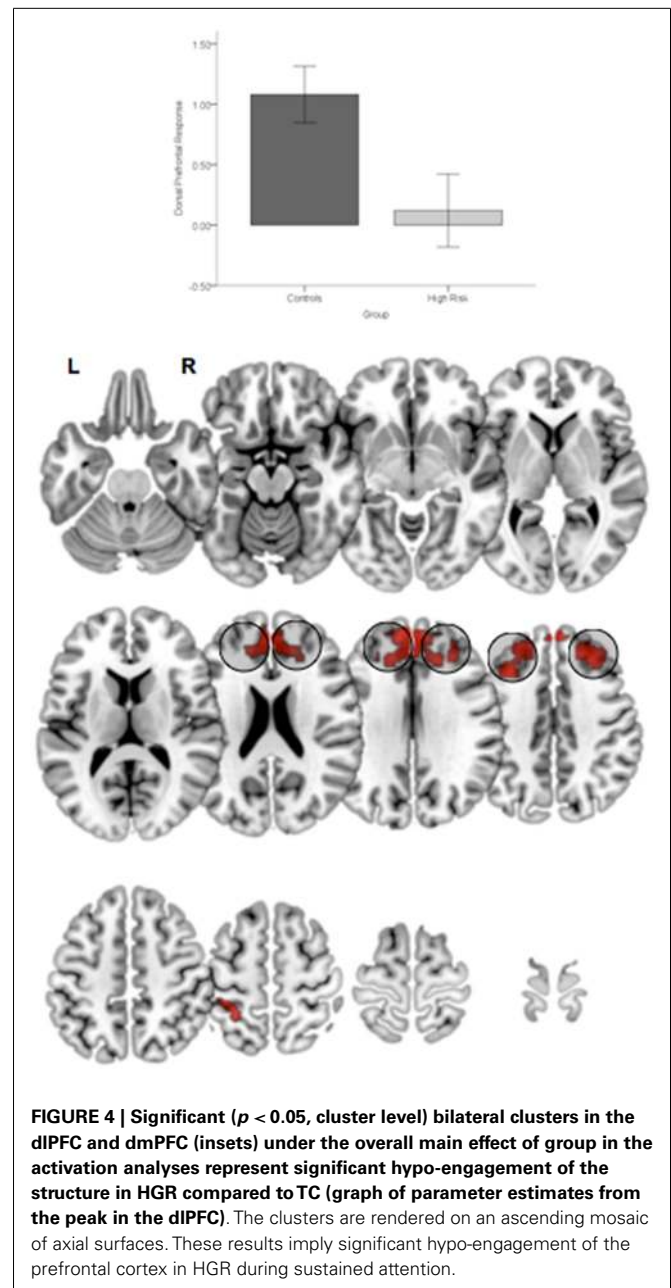 1.50
1.00
0.50
0.00
-0.50
Dorsal Prefrontal Response
Controls
High Risk
Group
L R
FIGURE 4 | Significant (p < 0.05, cluster level) bilateral clusters in the
dlPFC and dmPFC (insets) under the overall main effect of group in the
activation analyses represent significant hypo-engagement of the
structure in HGR compared to TC (graph of parameter estimates from
the peak in the dlPFC). The clusters are rendered on an ascending mosaic
of axial surfaces. These results imply significant hypo-engagement of the
prefrontal cortex in HGR during sustained attention.